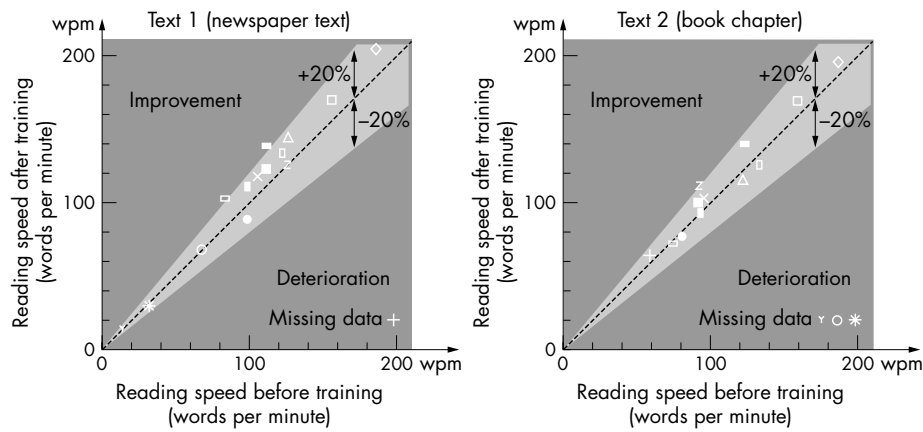 wpm Text 1 (newspaper text)
200
+20%
Improvement
–20%
100
Deterioration
Missing data
0
0 100 200 wpm
Reading speed before training
(words per minute)
Reading speed after training
(words per minute)
wpm Text 2 (book chapter)
200
+20%
Improvement
–20%
100
Deterioration
Missing data
0
0 100 200 wpm
Reading speed before training
(words per minute)
Reading speed after training
(words per minute)